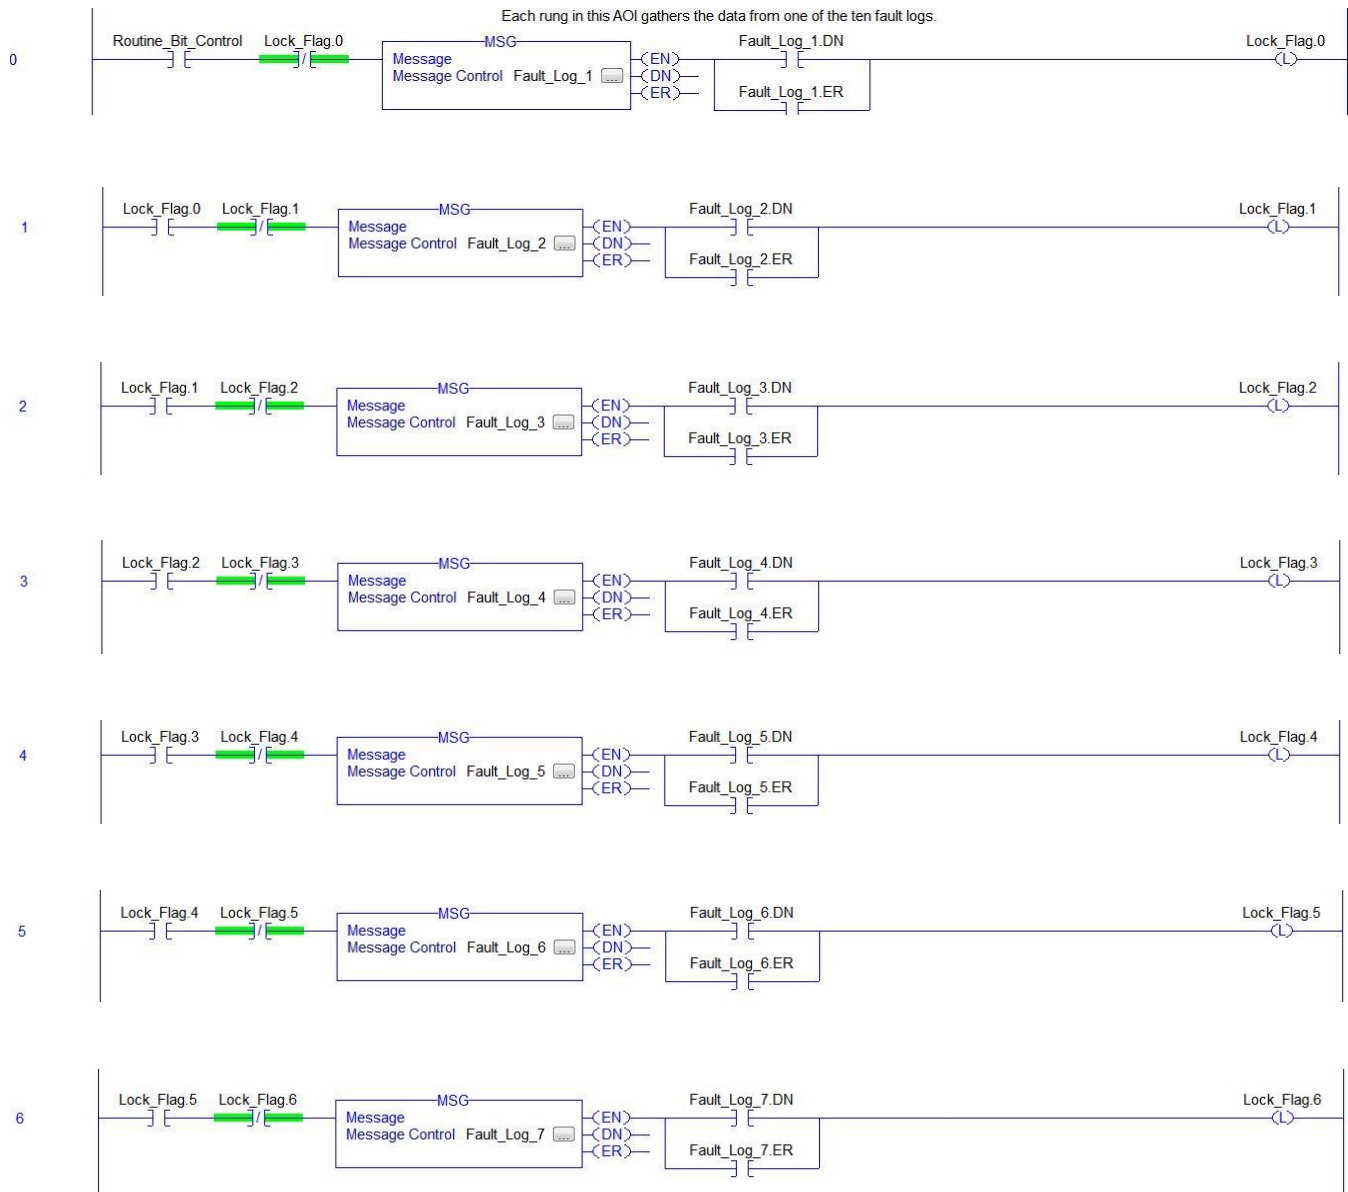 Each rung in this AOI gathers the data from one of the ten fault logs.
Routine_Bit_Control Lock_Flag.0 MSG Fault_Log_1.DN Lock_Flag.0
0 Message EN L
Message Control Fault_Log_1 ... DN
ER Fault_Log_1.ER
Lock_Flag.0 Lock_Flag.1 MSG Fault_Log_2.DN Lock_Flag.1
1 Message EN L
Message Control Fault_Log_2 ... DN
ER Fault_Log_2.ER
Lock_Flag.1 Lock_Flag.2 MSG Fault_Log_3.DN Lock_Flag.2
2 Message EN L
Message Control Fault_Log_3 ... DN
ER Fault_Log_3.ER
Lock_Flag.2 Lock_Flag.3 MSG Fault_Log_4.DN Lock_Flag.3
3 Message EN L
Message Control Fault_Log_4 ... DN
ER Fault_Log_4.ER
Lock_Flag.3 Lock_Flag.4 MSG Fault_Log_5.DN Lock_Flag.4
4 Message EN L
Message Control Fault_Log_5 ... DN
ER Fault_Log_5.ER
Lock_Flag.4 Lock_Flag.5 MSG Fault_Log_6.DN Lock_Flag.5
5 Message EN L
Message Control Fault_Log_6 ... DN
ER Fault_Log_6.ER
Lock_Flag.5 Lock_Flag.6 MSG Fault_Log_7.DN Lock_Flag.6
6 Message EN L
Message Control Fault_Log_7 ... DN
ER Fault_Log_7.ER